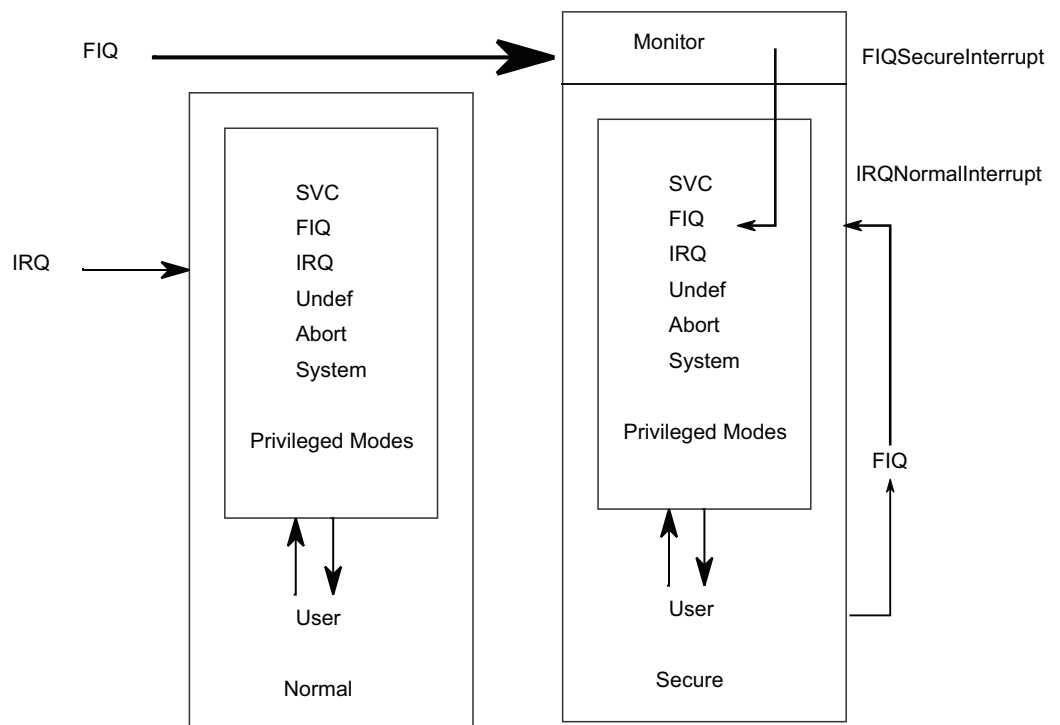 FIQ
Monitor
FIQSecureInterrupt
IRQNormalInterrupt
IRQ
SVC
FIQ
IRQ
Undef
Abort
System
Privileged Modes
User
Normal
SVC
FIQ
IRQ
Undef
Abort
System
Privileged Modes
User
Secure
FIQ